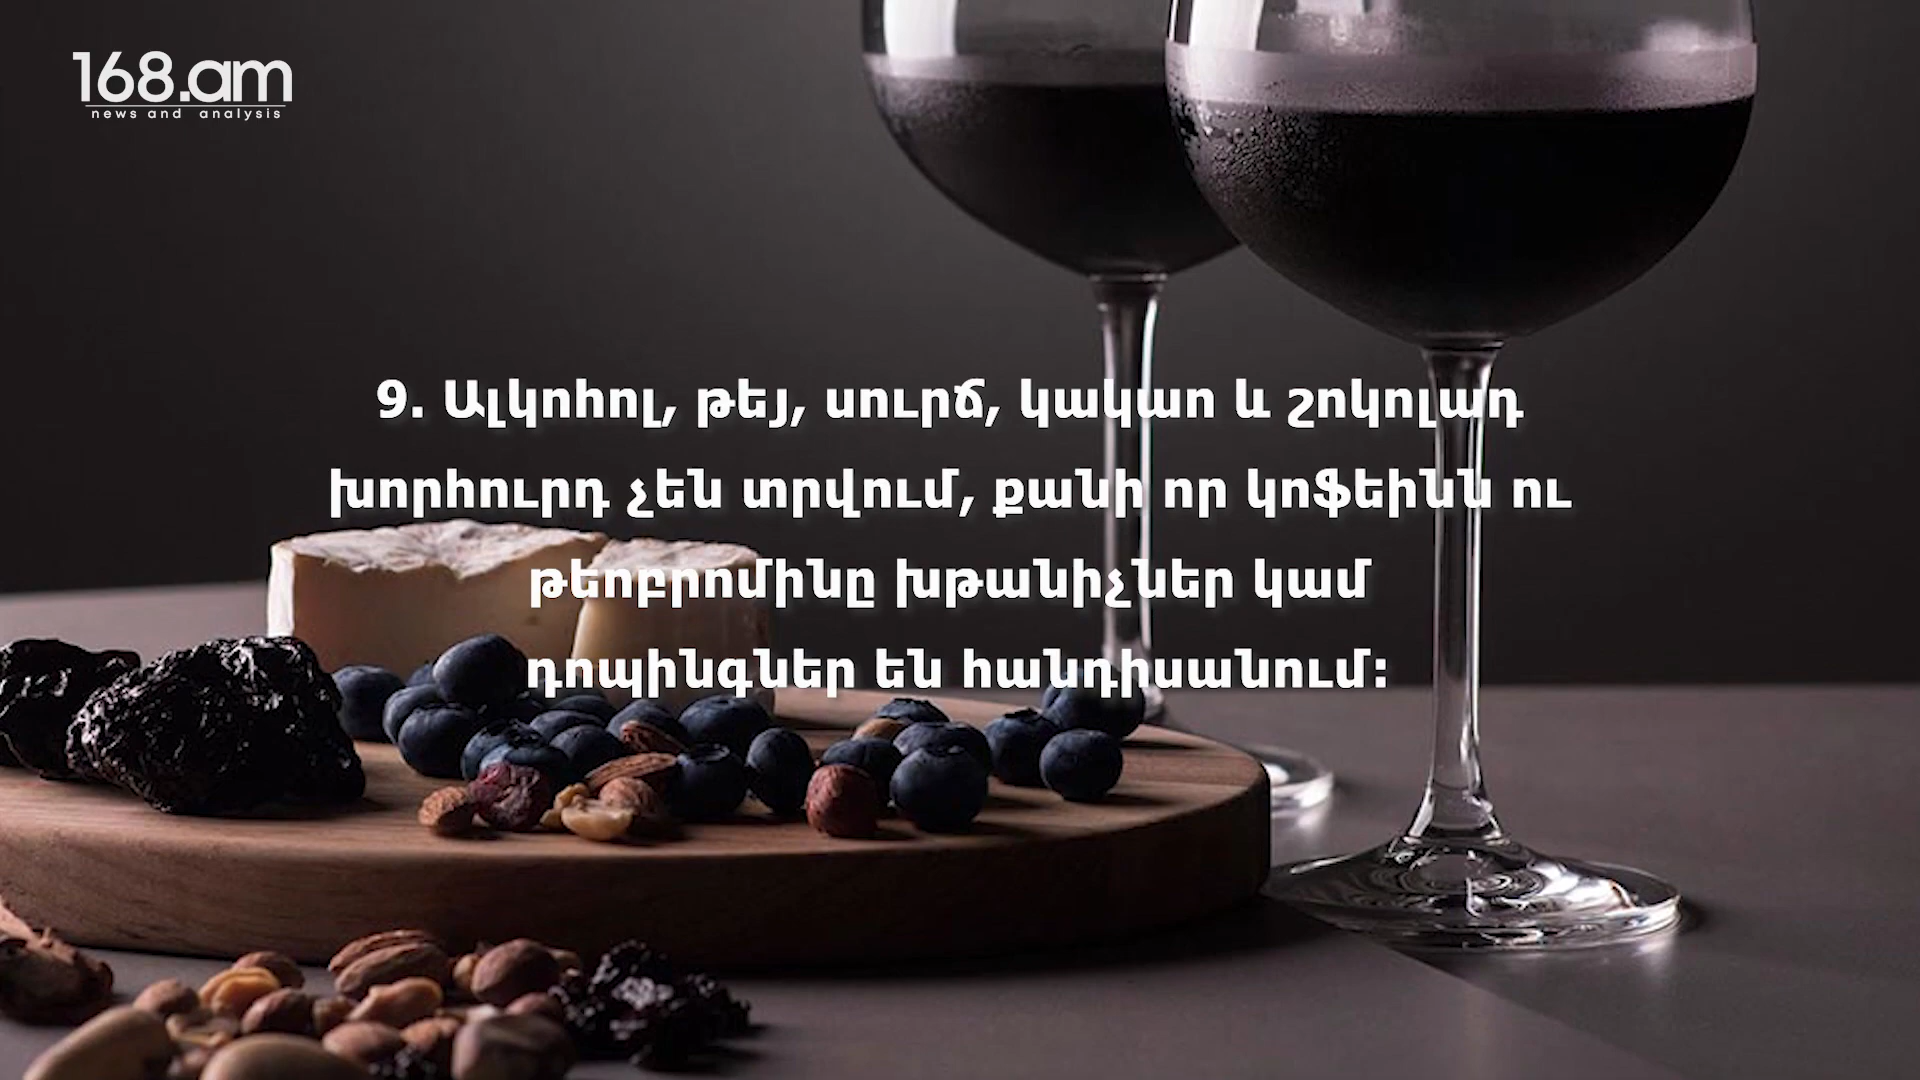 168.am
news and analysis
9. Ալկոհոլ, թեյ, սուրճ, կակաո և շոկոլադ
խորհուրդ չեն տրվում, քանի որ կոֆեինն ու
թեոբրոմինը խթանիչներ կամ
դոպինգներ են հանդիսանում: